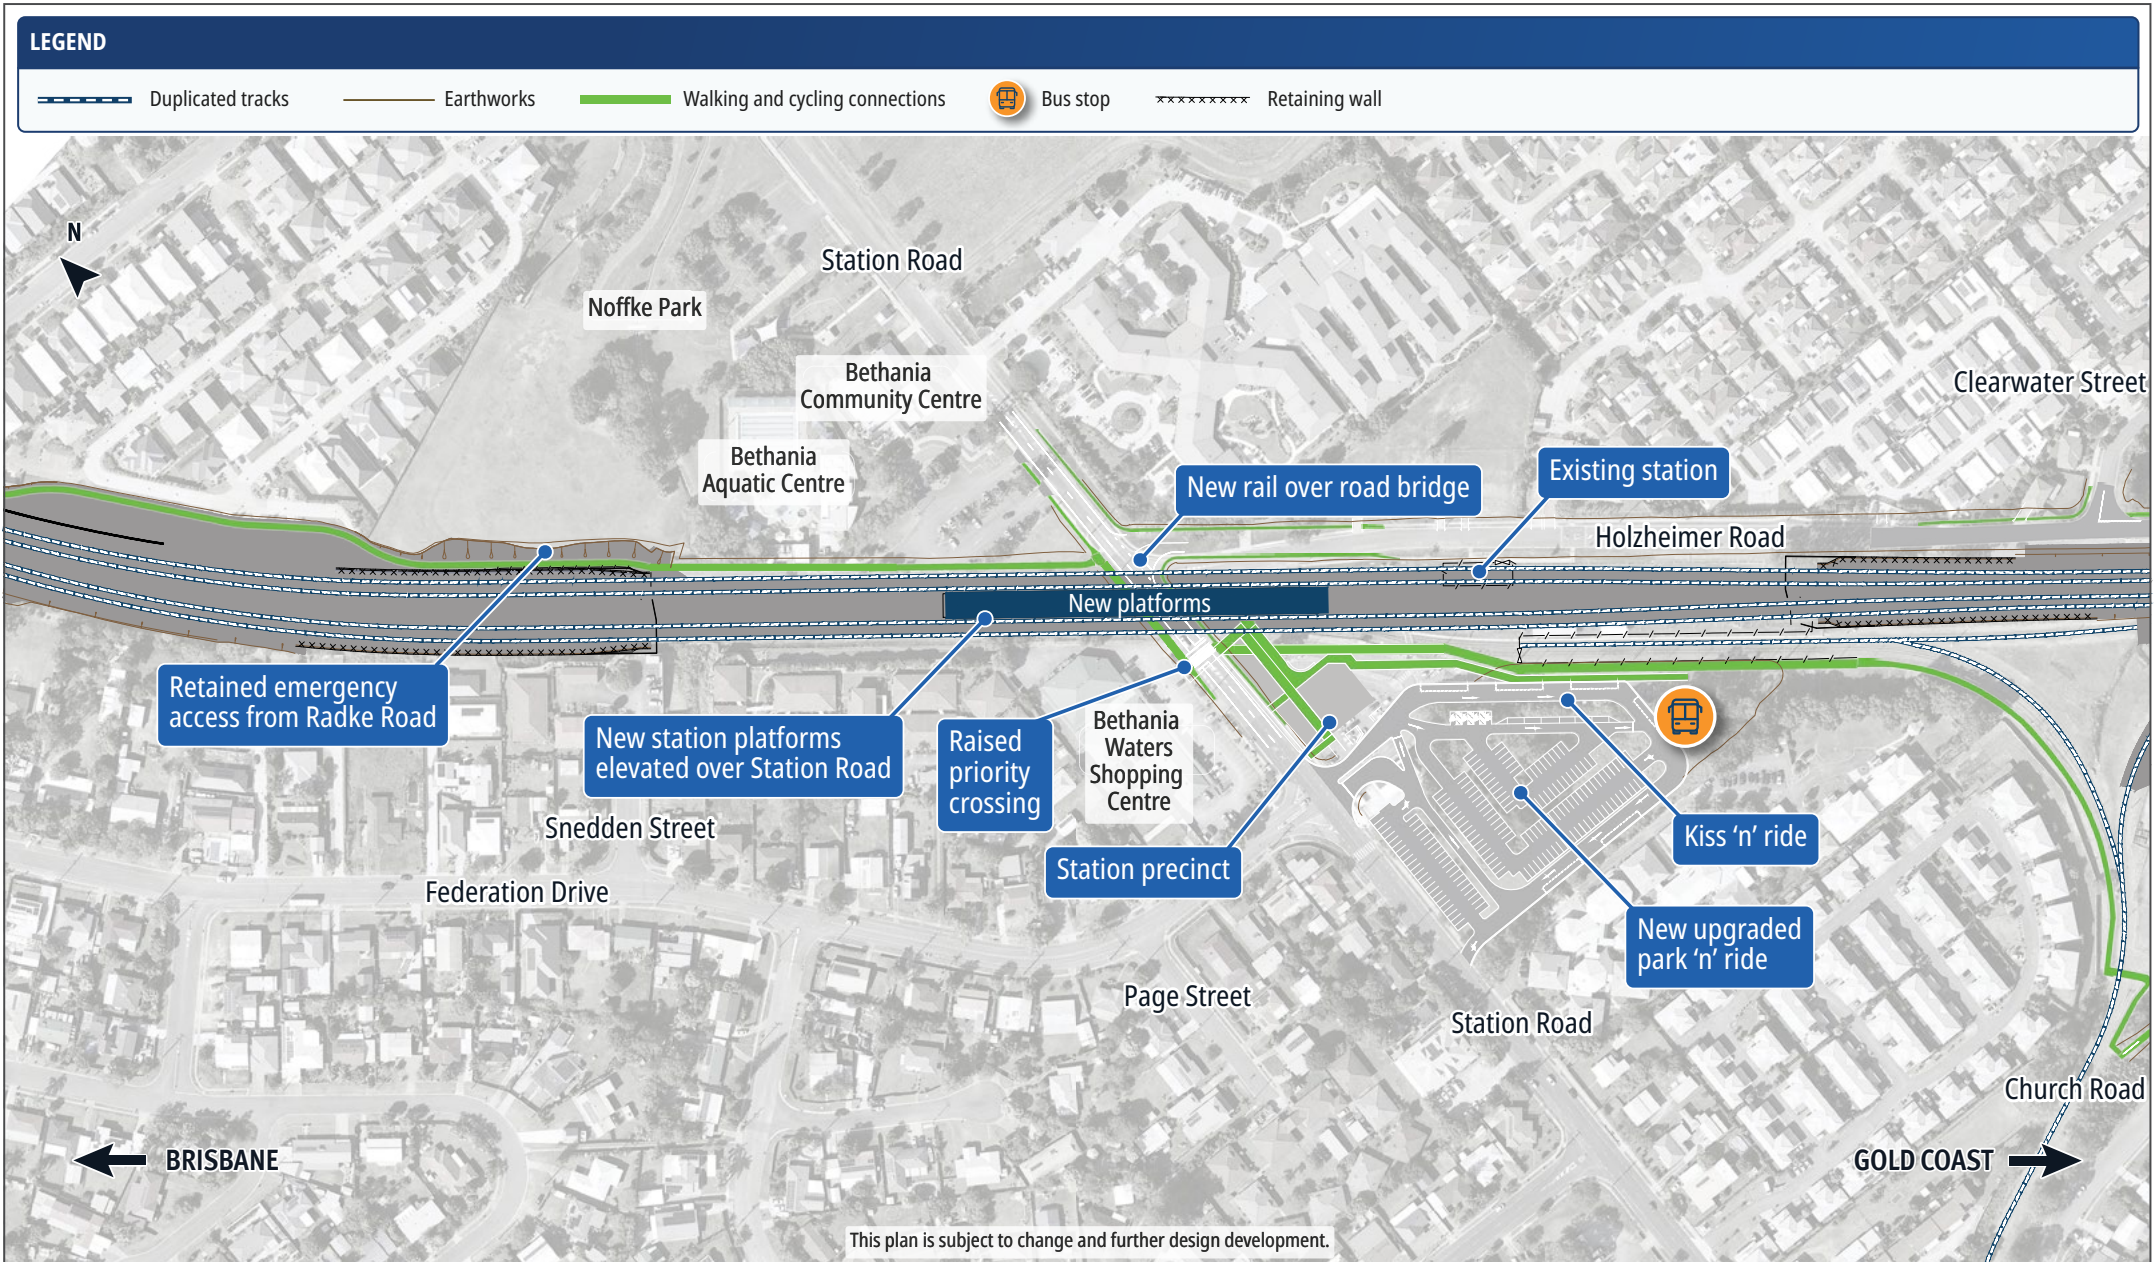 LEGEND
Duplicated tracks
Earthworks
Walking and cycling connections
Bus stop
Retaining wall
N
Station Road
Noffke Park
Bethania
Community Centre
Clearwater Street
Bethania
Aquatic Centre
New rail over road bridge
Existing station
Holzheimer Road
New platforms
Retained emergency
access from Radke Road
New station platforms
elevated over Station Road
Raised
priority
crossing
Bethania
Waters
Shopping
Centre
Snedden Street
Station precinct
Kiss ‘n’ ride
Federation Drive
New upgraded
park ‘n’ ride
Page Street
Station Road
Church Road
BRISBANE
GOLD COAST
This plan is subject to change and further design development.